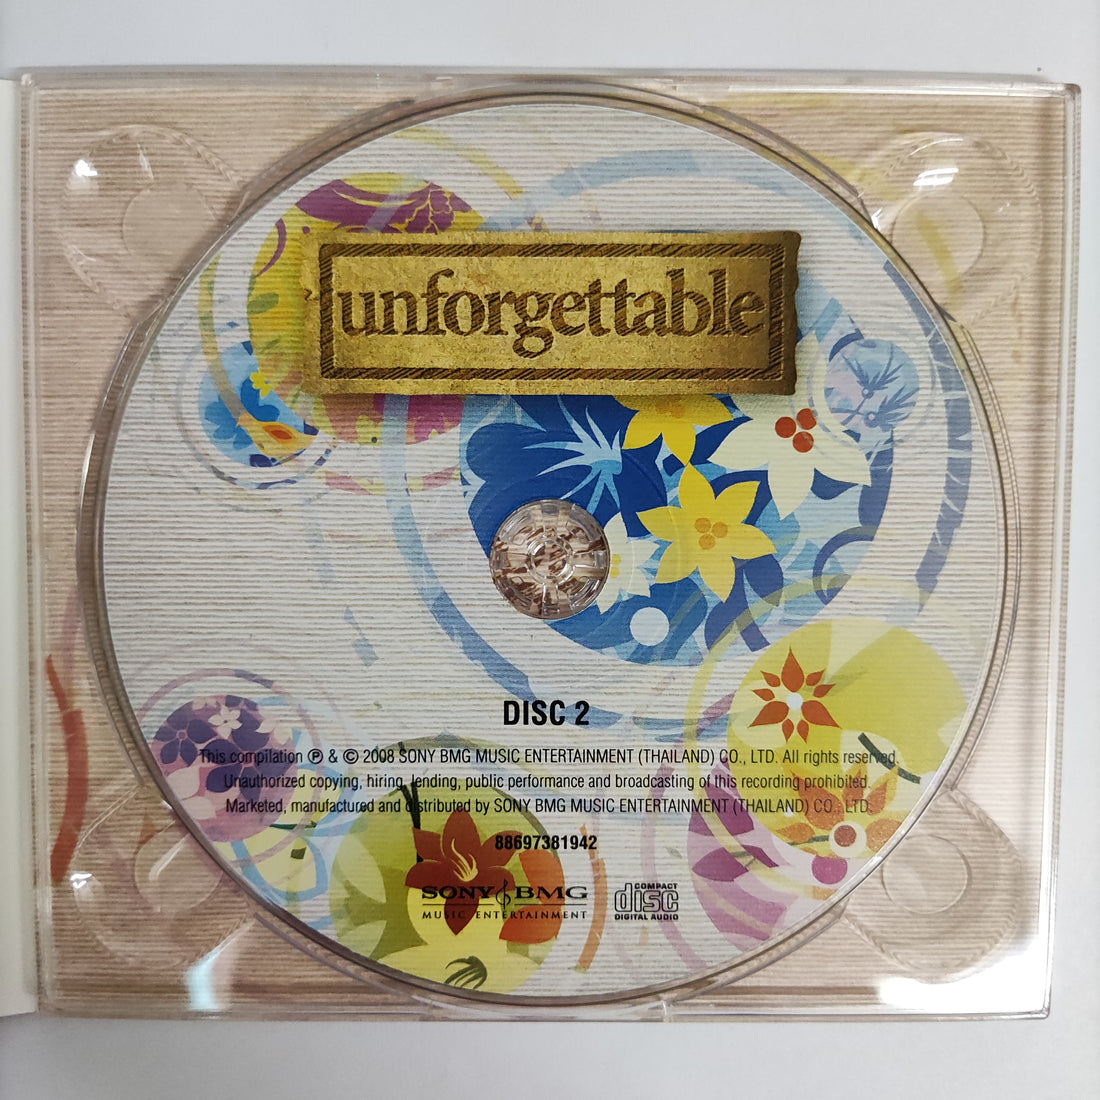 unforgettable
DISC 2
This compilation ℗ & © 2008 SONY BMG MUSIC ENTERTAINMENT (THAILAND) CO., LTD. All rights reserved.
Unauthorized copying, hiring, lending, public performance and broadcasting of this recording prohibited.
Marketed, manufactured and distributed by SONY BMG MUSIC ENTERTAINMENT (THAILAND) CO., LTD.
88697381942
SONY BMG
MUSIC ENTERTAINMENT
COMPACT
disc
DIGITAL AUDIO